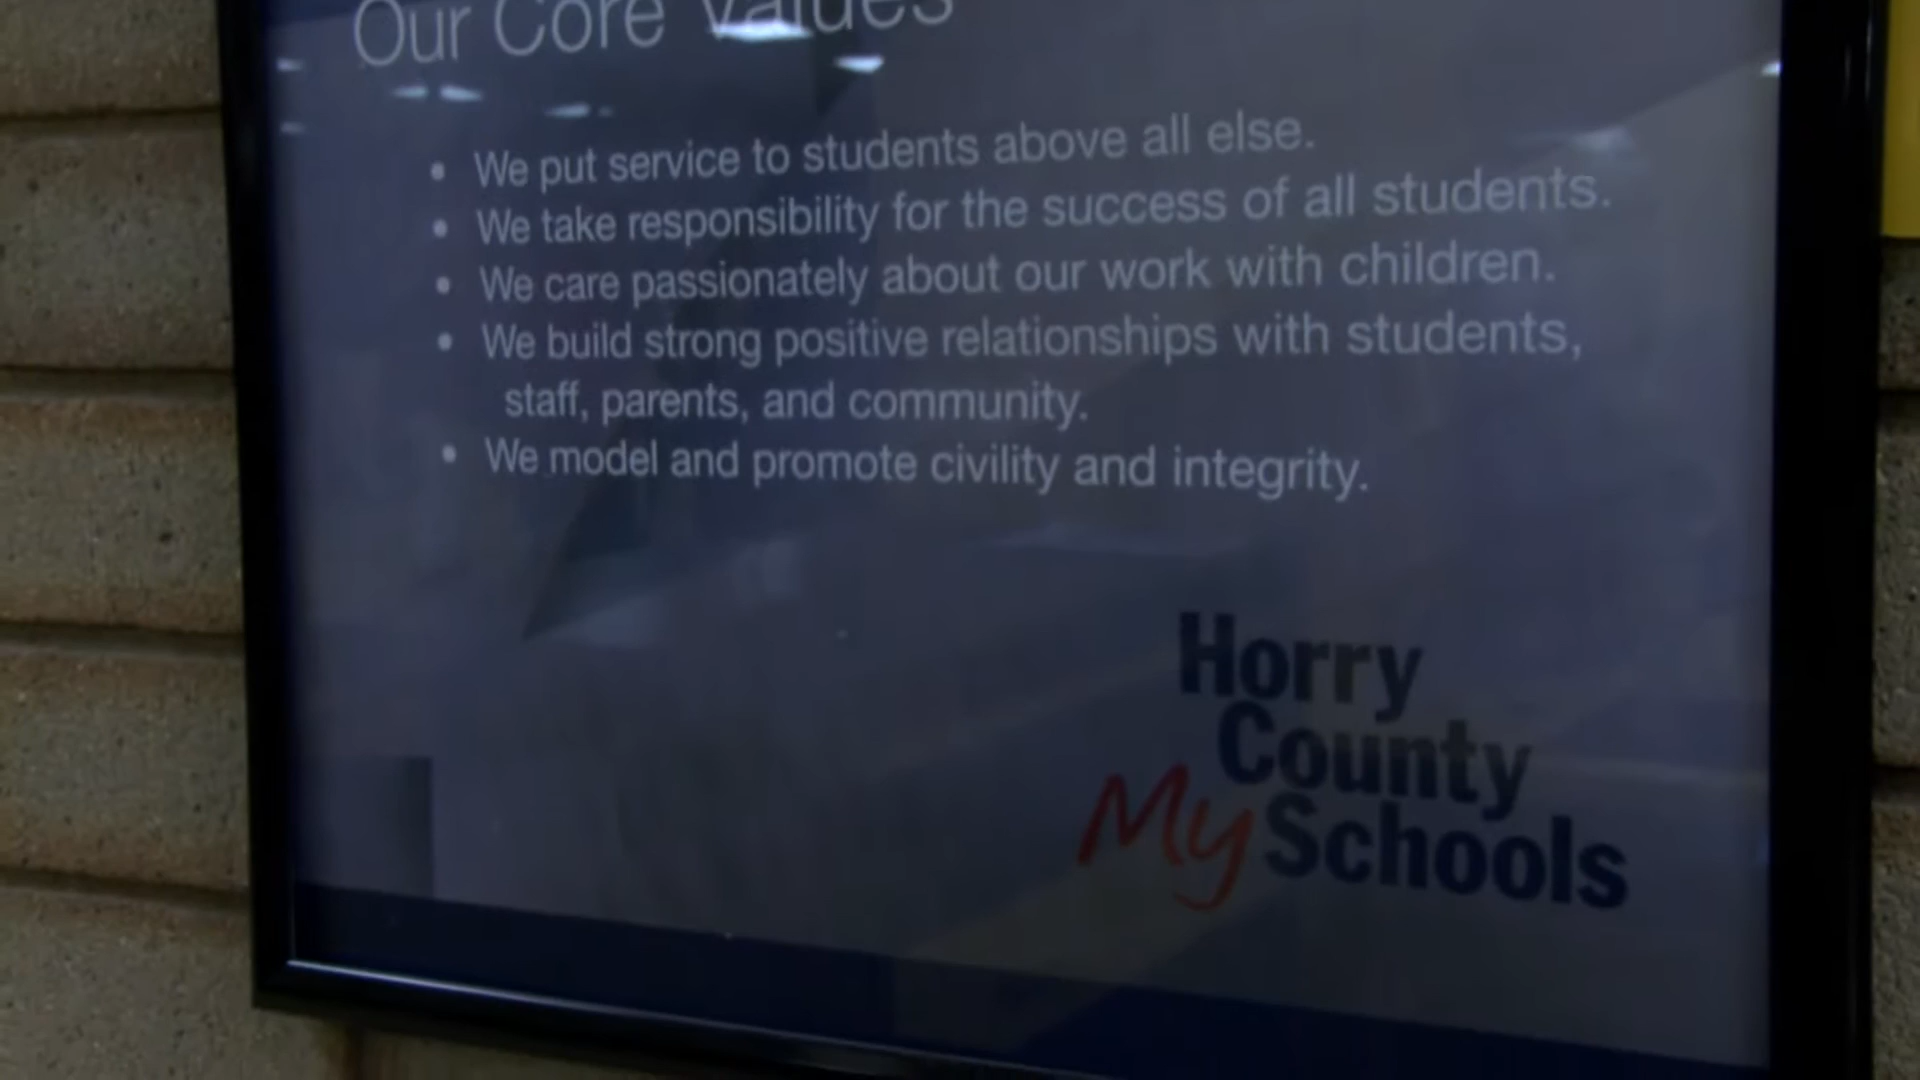 Our Core Values
• We put service to students above all else.
• We take responsibility for the success of all students.
• We care passionately about our work with children.
• We build strong positive relationships with students,
staff, parents, and community.
• We model and promote civility and integrity.
Horry
County
My Schools